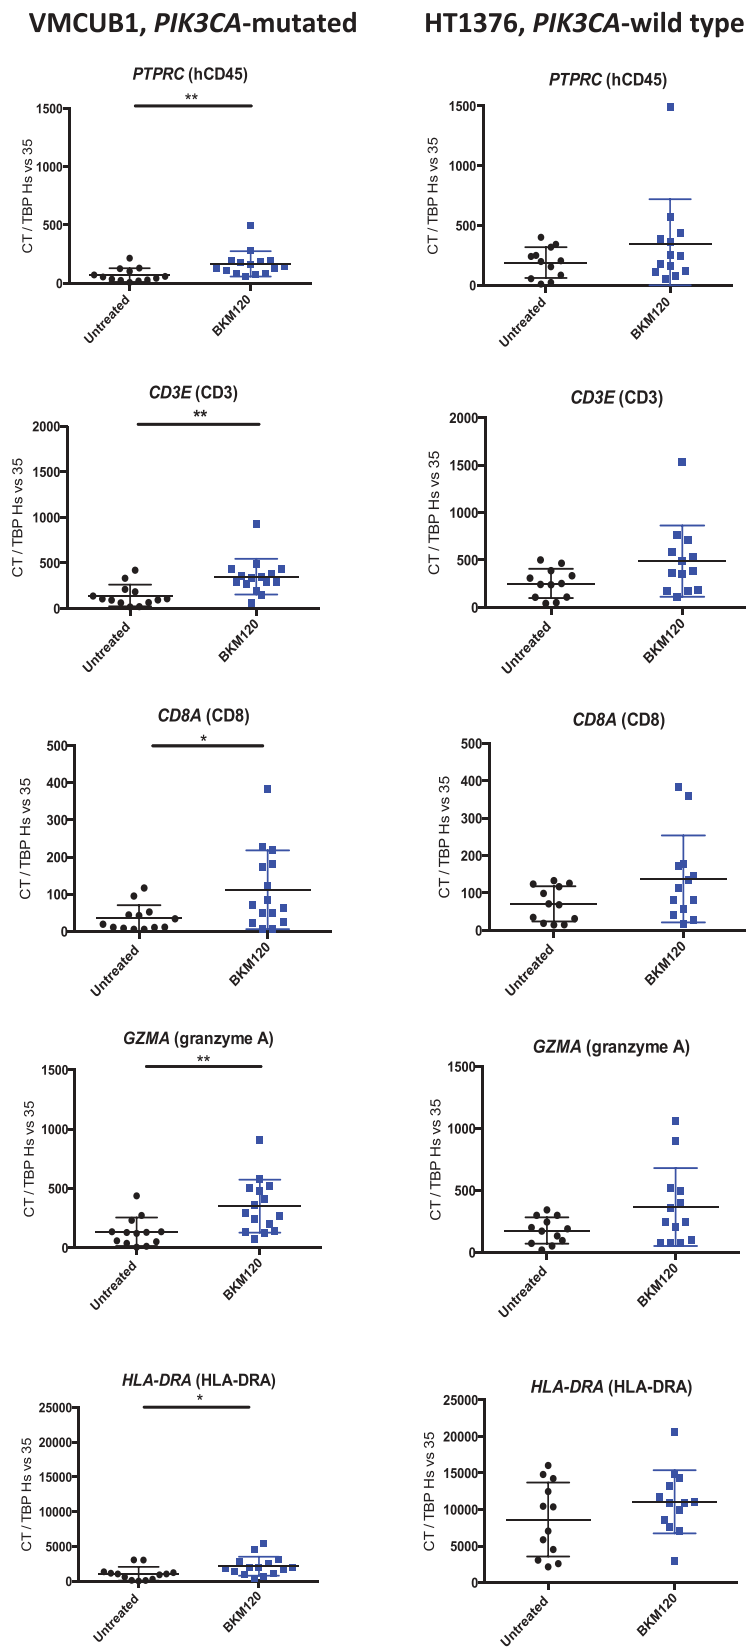 VMCUB1, PIK3CA-mutated
HT1376, PIK3CA-wild type
PTPRC (hCD45)
**
CT / TBP Hs vs 35
1500
1000
500
0
Untreated
BKM120
PTPRC (hCD45)
CT / TBP Hs vs 35
1500
1000
500
0
Untreated
BKM120
CD3E (CD3)
**
CT / TBP Hs vs 35
2000
1500
1000
500
0
Untreated
BKM120
CD3E (CD3)
CT / TBP Hs vs 35
2000
1500
1000
500
0
Untreated
BKM120
CD8A (CD8)
*
CT / TBP Hs vs 35
500
400
300
200
100
0
Untreated
BKM120
CD8A (CD8)
CT / TBP Hs vs 35
500
400
300
200
100
0
Untreated
BKM120
GZMA (granzyme A)
**
CT / TBP Hs vs 35
1500
1000
500
0
Untreated
BKM120
GZMA (granzyme A)
CT / TBP Hs vs 35
1500
1000
500
0
Untreated
BKM120
HLA-DRA (HLA-DRA)
*
CT / TBP Hs vs 35
25000
20000
15000
10000
5000
0
Untreated
BKM120
HLA-DRA (HLA-DRA)
CT / TBP Hs vs 35
25000
20000
15000
10000
5000
0
Untreated
BKM120